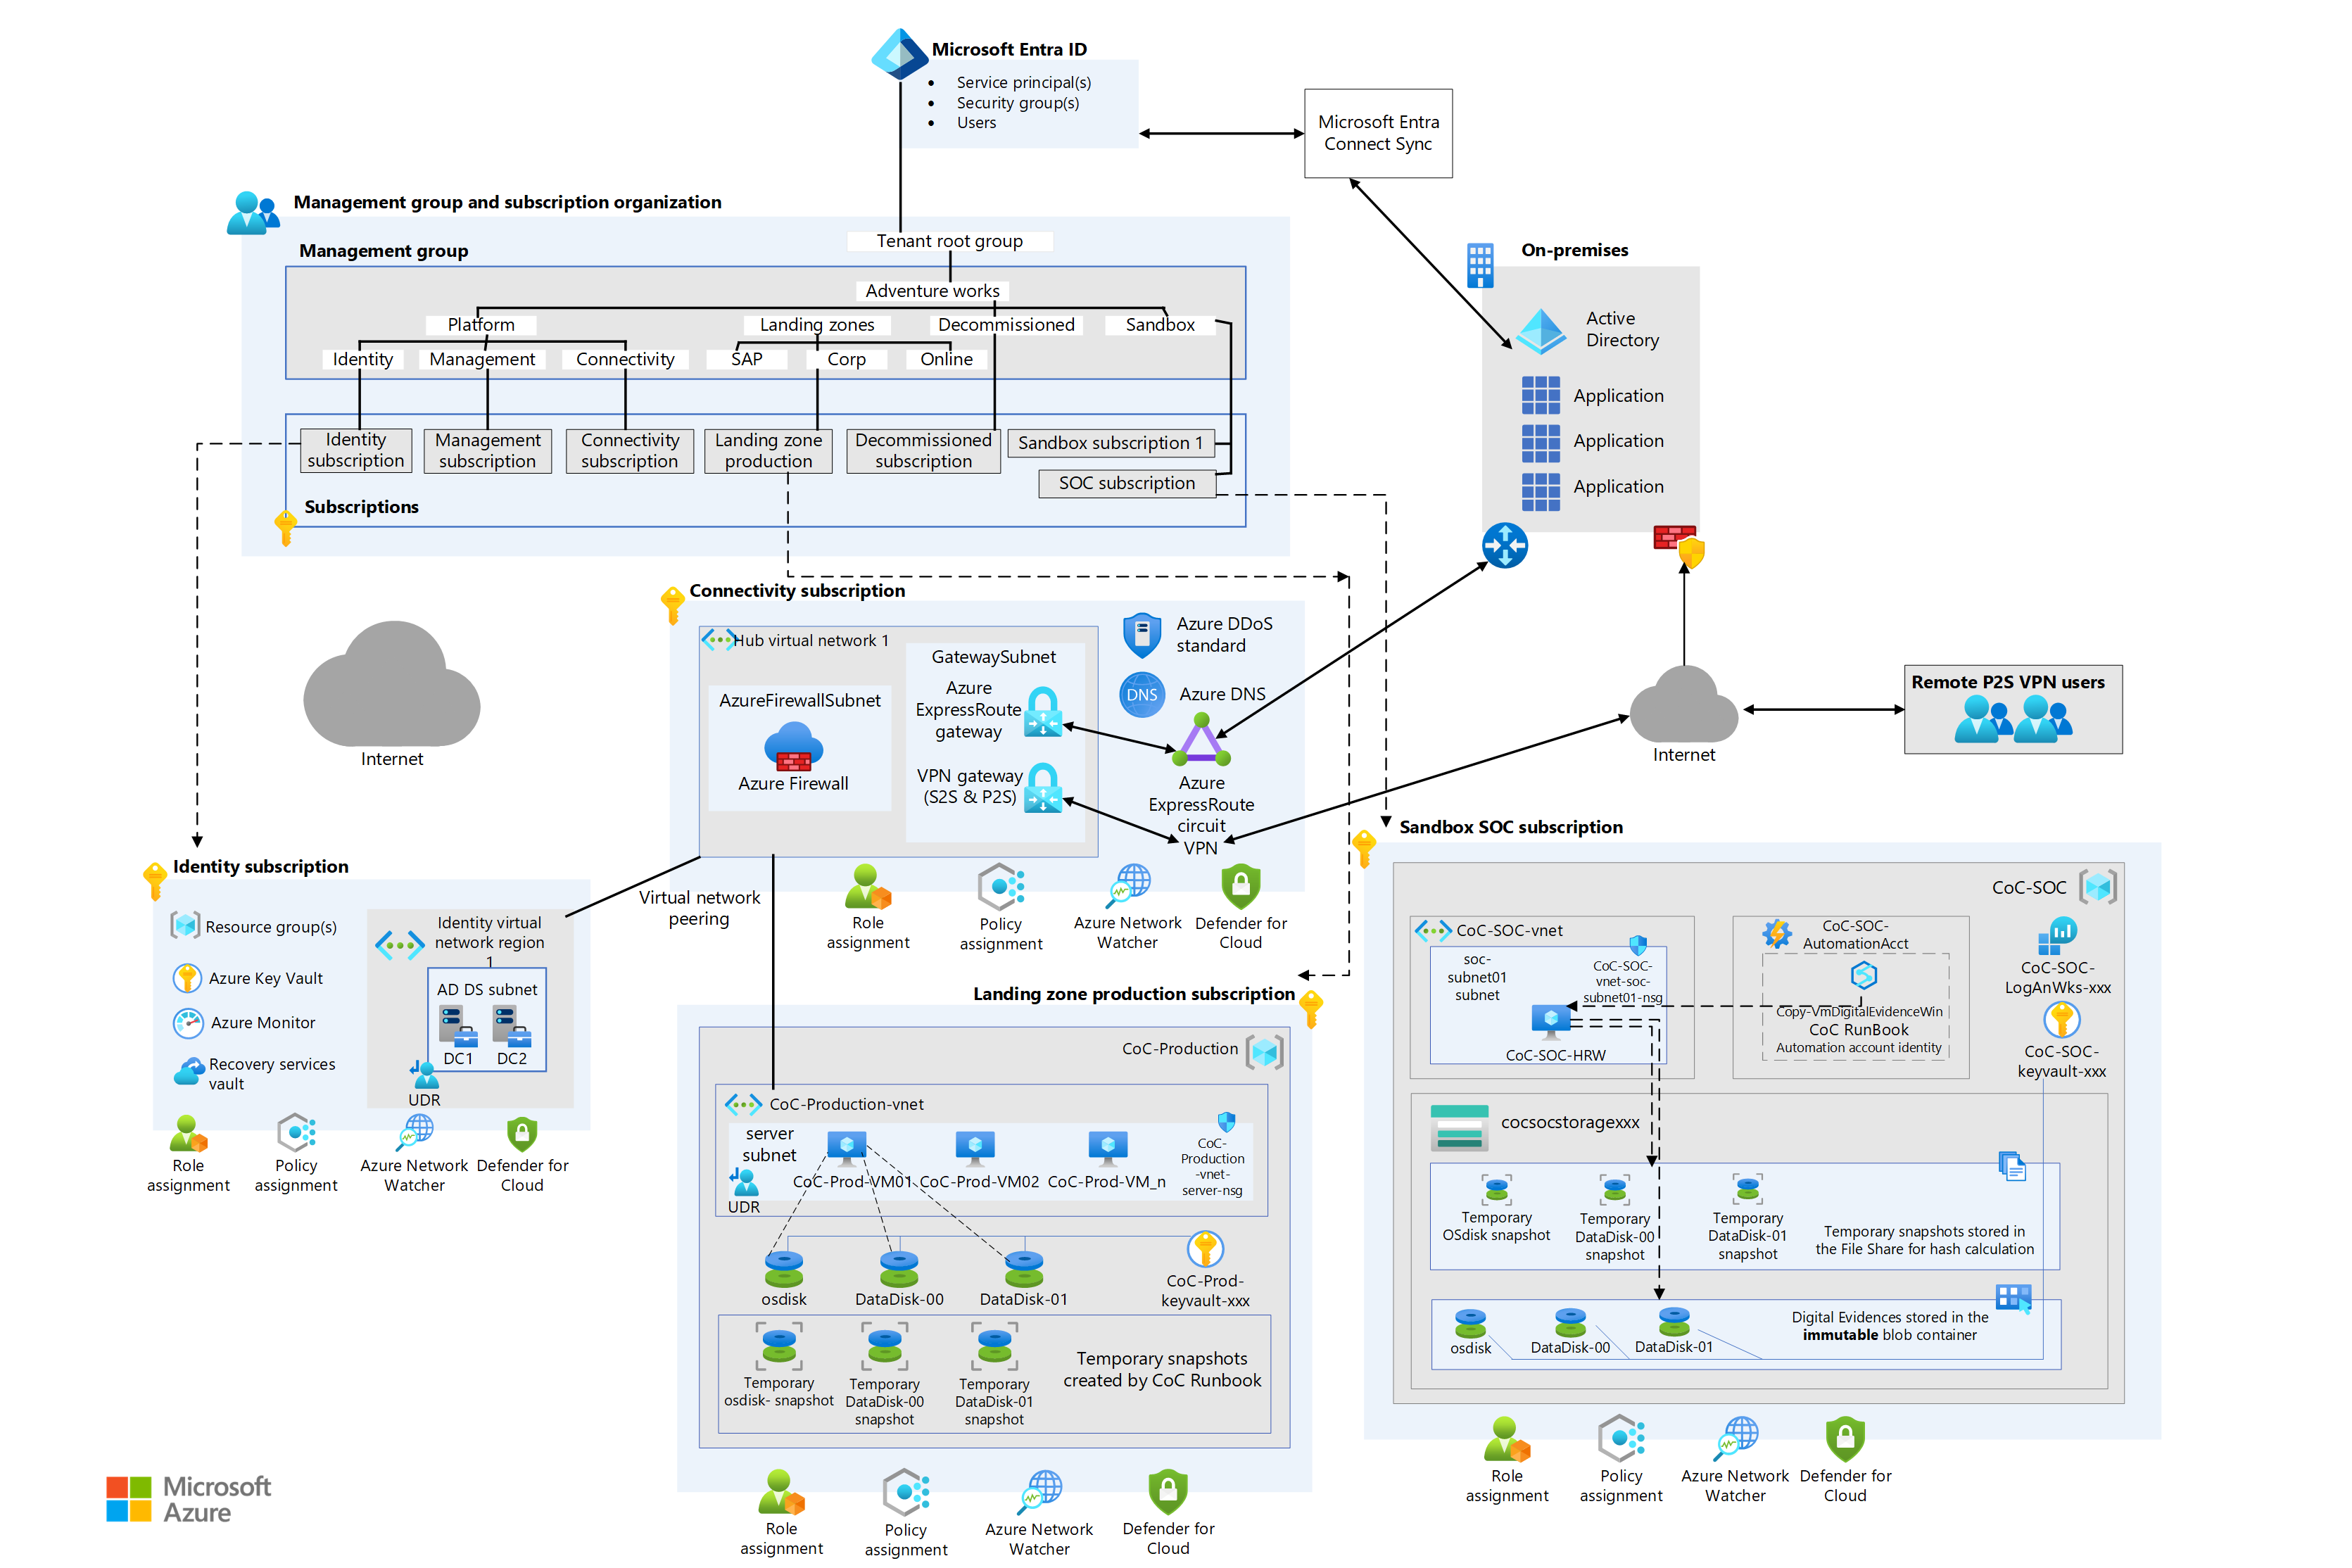 Microsoft Entra ID
• Service principal(s)
• Security group(s)
• Users
Microsoft Entra
Connect Sync
Management group and subscription organization
Management group
Tenant root group
Adventure works
Platform
Landing zones
Decommissioned
Sandbox
Identity
Management
Connectivity
SAP
Corp
Online
Identity
subscription
Management
subscription
Connectivity
subscription
Landing zone
production
Decommissioned
subscription
Sandbox subscription 1
SOC subscription
Subscriptions
On-premises
Active
Directory
Application
Application
Application
Internet
Connectivity subscription
Hub virtual network 1
AzureFirewallSubnet
Azure Firewall
GatewaySubnet
Azure
ExpressRoute
gateway
VPN gateway
(S2S & P2S)
Azure DDoS
standard
DNS
Azure DNS
Azure
ExpressRoute
circuit
VPN
Role
assignment
Policy
assignment
Azure Network
Watcher
Defender for
Cloud
Internet
Remote P2S VPN users
Identity subscription
Resource group(s)
Azure Key Vault
Azure Monitor
Recovery services
vault
Identity virtual
network region
1
AD DS subnet
DC1
DC2
UDR
Role
assignment
Policy
assignment
Azure Network
Watcher
Defender for
Cloud
Virtual network
peering
Landing zone production subscription
CoC-Production
CoC-Production-vnet
server
subnet
UDR
CoC-Prod-VM01
CoC-Prod-VM02
CoC-Prod-VM_n
CoC-
Production
-vnet-
server-nsg
osdisk
DataDisk-00
DataDisk-01
CoC-Prod-
keyvault-xxx
Temporary
osdisk- snapshot
Temporary
DataDisk-00
snapshot
Temporary
DataDisk-01
snapshot
Temporary snapshots
created by CoC Runbook
Role
assignment
Policy
assignment
Azure Network
Watcher
Defender for
Cloud
Sandbox SOC subscription
CoC-SOC
CoC-SOC-vnet
soc-
subnet01
subnet
CoC-SOC-
vnet-soc-
subnet01-nsg
CoC-SOC-HRW
CoC-SOC-
AutomationAcct
Copy-VmDigitalEvidenceWin
CoC RunBook
Automation account identity
CoC-SOC-
LogAnWks-xxx
CoC-SOC-
keyvault-xxx
cocsocstoragexxx
Temporary
OSdisk snapshot
Temporary
DataDisk-00
snapshot
Temporary
DataDisk-01
snapshot
Temporary snapshots stored in
the File Share for hash calculation
osdisk
DataDisk-00
DataDisk-01
Digital Evidences stored in the
immutable blob container
Role
assignment
Policy
assignment
Azure Network
Watcher
Defender for
Cloud
Microsoft
Azure